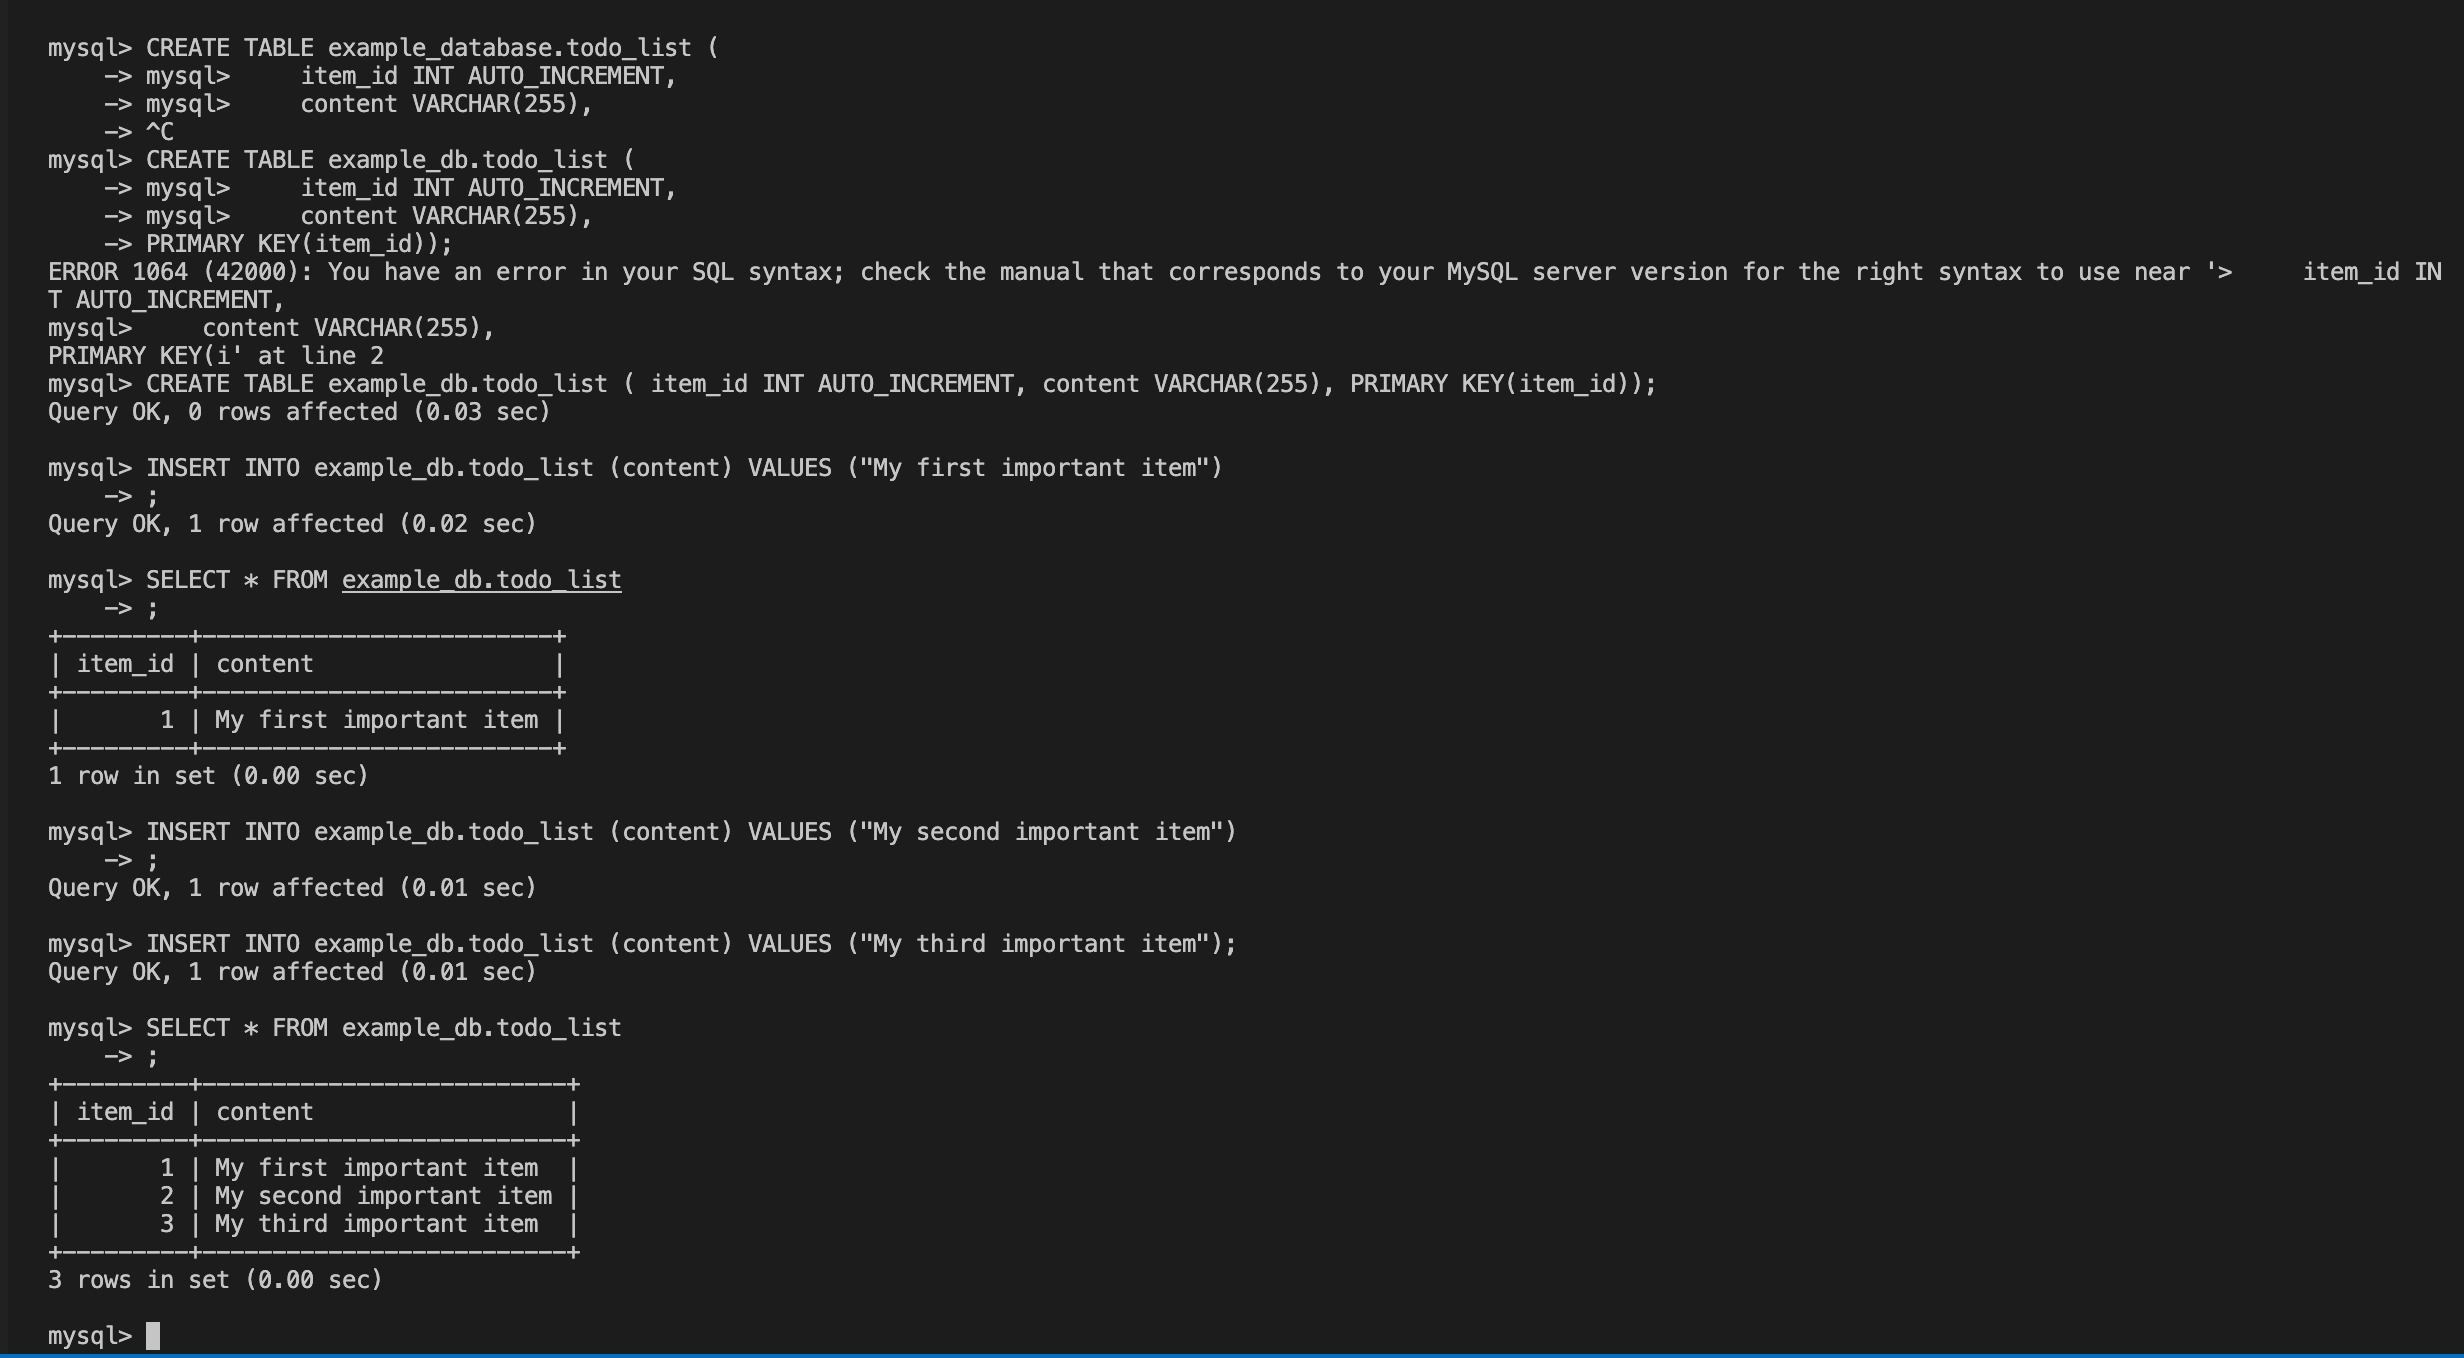 mysql> CREATE TABLE example_database.todo_list (
    -> mysql>     item_id INT AUTO_INCREMENT,
    -> mysql>     content VARCHAR(255),
    -> ^C
mysql> CREATE TABLE example_db.todo_list (
    -> mysql>     item_id INT AUTO_INCREMENT,
    -> mysql>     content VARCHAR(255),
    -> PRIMARY KEY(item_id));
ERROR 1064 (42000): You have an error in your SQL syntax; check the manual that corresponds to your MySQL server version for the right syntax to use near '>     item_id IN
T AUTO_INCREMENT,
mysql>     content VARCHAR(255),
PRIMARY KEY(i' at line 2
mysql> CREATE TABLE example_db.todo_list ( item_id INT AUTO_INCREMENT, content VARCHAR(255), PRIMARY KEY(item_id));
Query OK, 0 rows affected (0.03 sec)

mysql> INSERT INTO example_db.todo_list (content) VALUES ("My first important item")
    -> ;
Query OK, 1 row affected (0.02 sec)

mysql> SELECT * FROM example_db.todo_list
    -> ;
+---------+-------------------------+
| item_id | content                 |
+---------+-------------------------+
|       1 | My first important item |
+---------+-------------------------+
1 row in set (0.00 sec)

mysql> INSERT INTO example_db.todo_list (content) VALUES ("My second important item")
    -> ;
Query OK, 1 row affected (0.01 sec)

mysql> INSERT INTO example_db.todo_list (content) VALUES ("My third important item");
Query OK, 1 row affected (0.01 sec)

mysql> SELECT * FROM example_db.todo_list
    -> ;
+---------+--------------------------+
| item_id | content                  |
+---------+--------------------------+
|       1 | My first important item  |
|       2 | My second important item |
|       3 | My third important item  |
+---------+--------------------------+
3 rows in set (0.00 sec)

mysql>